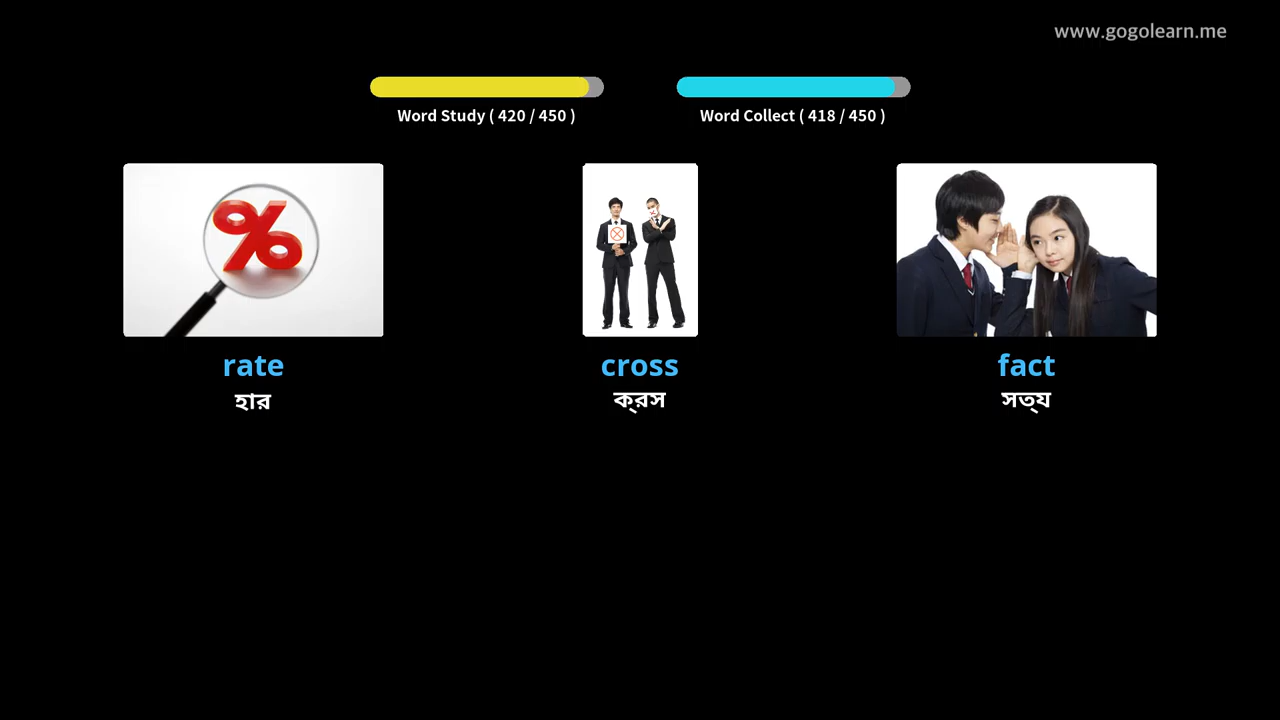 www.gogolearn.me
Word Study ( 420 / 450 )
Word Collect ( 418 / 450 )
%
rate
হার
cross
ক্‌রস
fact
সত্‌য